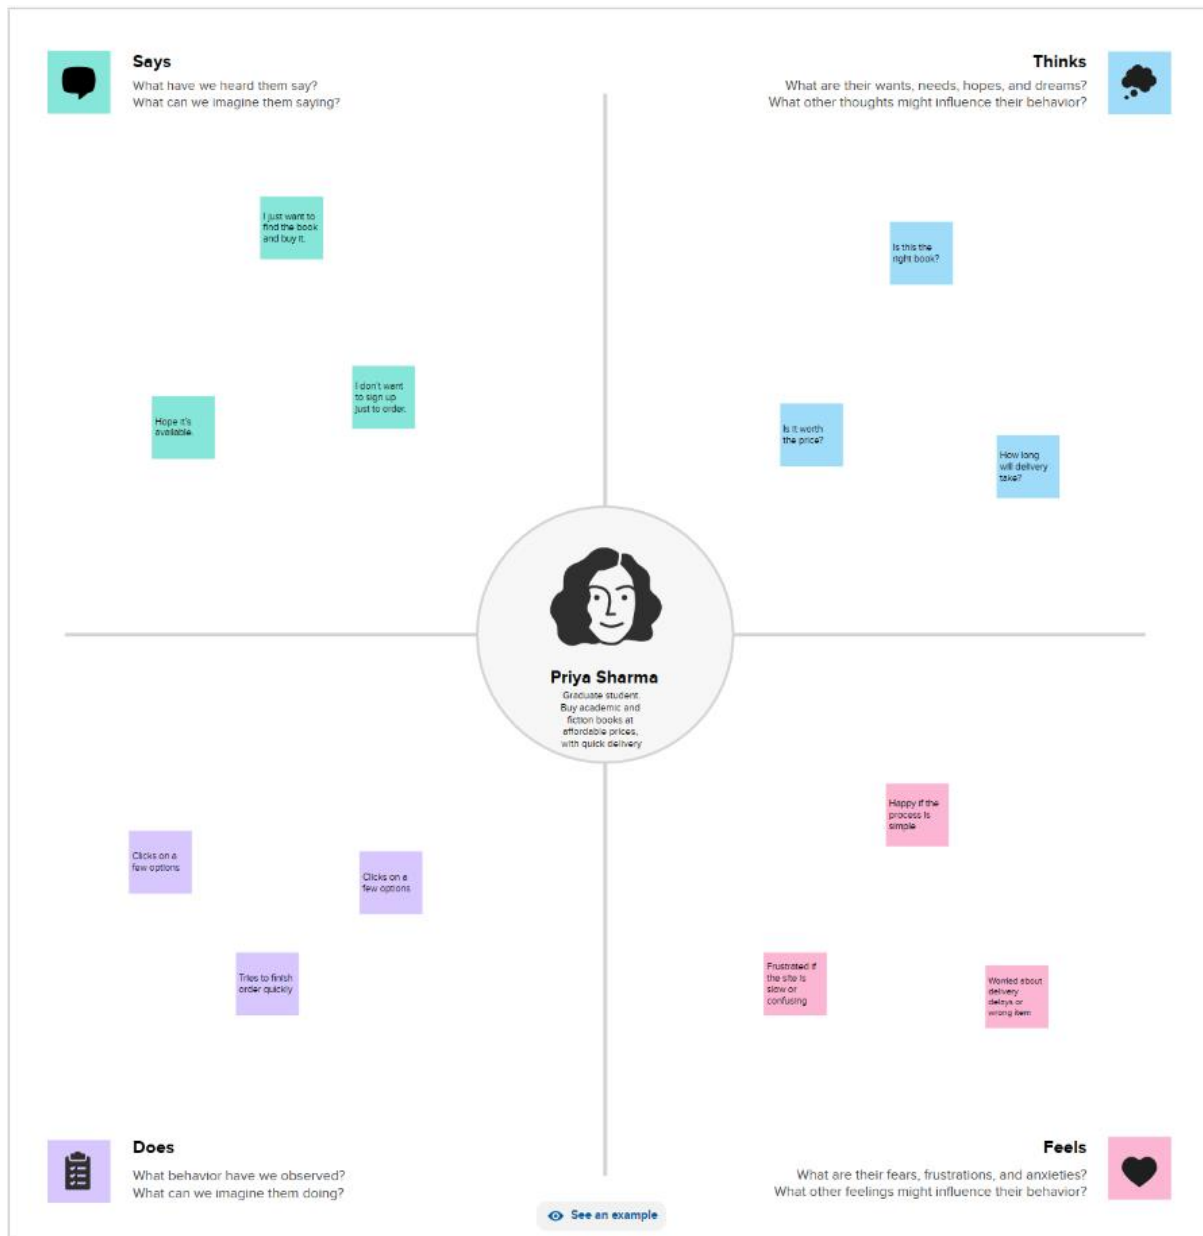 Says
What have we heard them say?
What can we imagine them saying?
Thinks
What are their wants, needs, hopes, and dreams?
What other thoughts might influence their behavior?
I just want to
find the book
and buy it.
I don't want
to sign up
just to order.
Hope it's
available.
Is this the
right book?
Is it worth
the price?
How long
will delivery
take?
Priya Sharma
Graduate student.
Buy academic and
fiction books at
affordable prices,
with quick delivery
Clicks on a
few options
Clicks on a
few options
Tries to finish
order quickly
Happy if the
process is
simple
Frustrated if
the site is
slow or
confusing
Worried about
delivery
delays or
wrong item
Does
What behavior have we observed?
What can we imagine them doing?
Feels
What are their fears, frustrations, and anxieties?
What other feelings might influence their behavior?
See an example